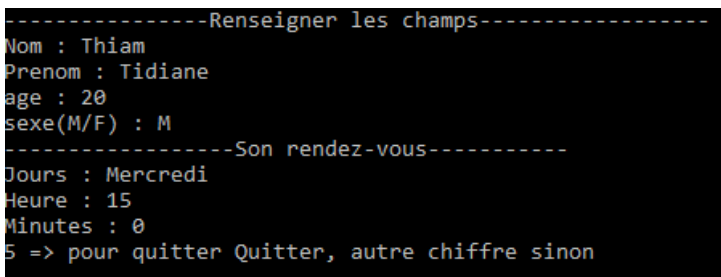 ----------------Renseigner les champs------------------
Nom : Thiam
Prenom : Tidiane
age : 20
sexe(M/F) : M
------------------Son rendez-vous-----------
Jours : Mercredi
Heure : 15
Minutes : 0
5 => pour quitter Quitter, autre chiffre sinon